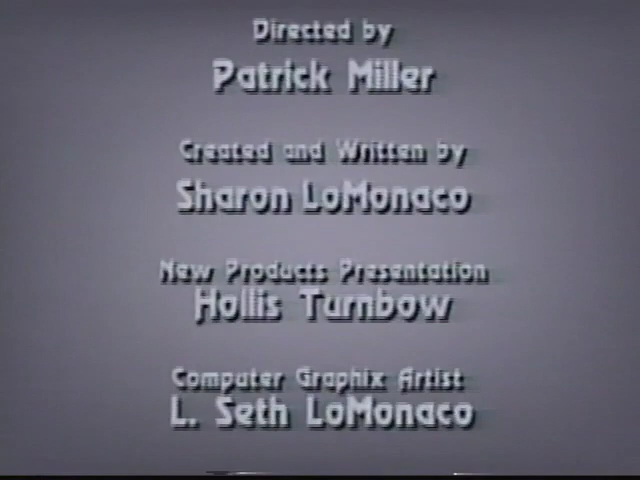 Directed by
Patrick Miller
Created and Written by
Sharon LoMonaco
New Products Presentation
Hollis Turnbow
Computer Graphix Artist
L. Seth LoMonaco